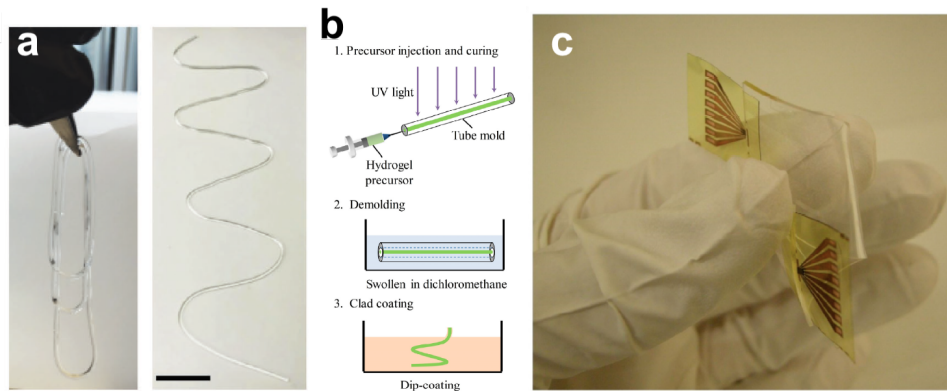 a
b
1. Precursor injection and curing
UV light
Tube mold
Hydrogel
precursor
2. Demolding
Swollen in dichloromethane
3. Clad coating
Dip-coating
c